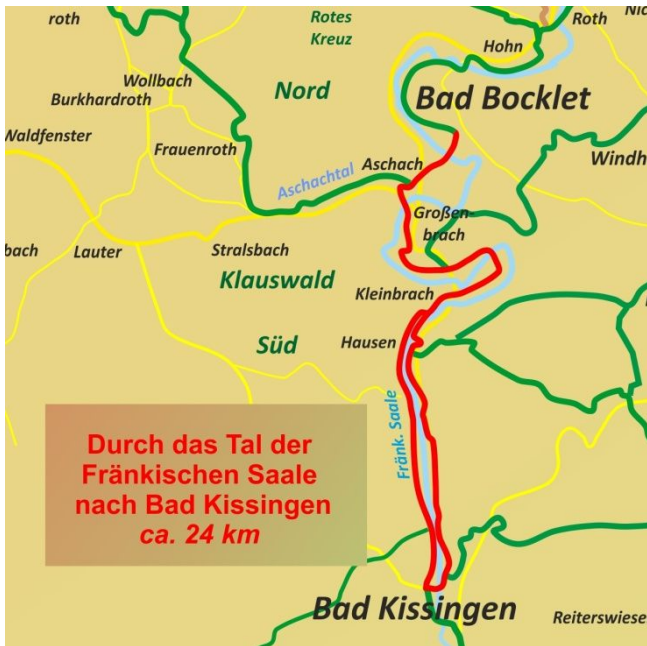 roth
Rotes
Kreuz
Roth
Hohn
Wollbach
Nord
Burkhardroth
Bad Bocklet
Waldfenster
Frauenroth
Aschach
Windh
Aschachtal
Großen-
brach
bach
Lauter
Stralsbach
Klauswald
Kleinbrach
Süd
Hausen
Fränk. Saale
Durch das Tal der
Fränkischen Saale
nach Bad Kissingen
ca. 24 km
Bad Kissingen
Reiterswiese